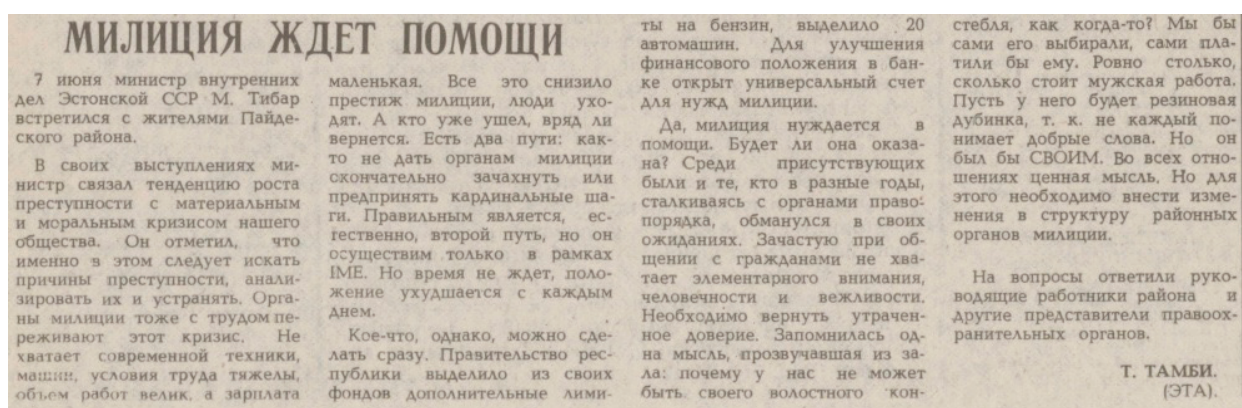 МИЛИЦИЯ ЖДЕТ ПОМОЩИ
7 июня министр внутренних
дел Эстонской ССР М. Тибар
встретился с жителями Пайде-
ского района.
В своих выступлениях ми-
нистр связал тенденцию роста
преступности с материальным
и моральным кризисом нашего
общества. Он отметил, что
именно в этом следует искать
причины преступности, анали-
зировать их и устранять. Орга-
ны милиции тоже с трудом пе-
реживают этот кризис. Не
хватает современной техники,
машин, условия труда тяжелы,
объем работ велик, а зарплата
маленькая. Все это снизило
престиж милиции, люди ухо-
дят. А кто уже ушел, вряд ли
вернется. Есть два пути: как-
то не дать органам милиции
окончательно зачахнуть или
предпринять кардинальные ша-
ги. Правильным является, ес-
тественно, второй путь, но он
осуществим только в рамках
IME. Но время не ждет, поло-
жение ухудшается с каждым
днем.
Кое-что, однако, можно сде-
лать сразу. Правительство рес-
публики выделило из своих
фондов дополнительные лими-
ты на бензин, выделило 20
автомашин. Для улучшения
финансового положения в бан-
ке открыт универсальный счет
для нужд милиции.
Да, милиция нуждается в
помощи. Будет ли она оказа-
на? Среди присутствующих
были и те, кто в разные годы,
сталкиваясь с органами право-
порядка, обманулся в своих
ожиданиях. Зачастую при об-
щении с гражданами не хва-
тает элементарного внимания,
человечности и вежливости.
Необходимо вернуть утрачен-
ное доверие. Запомнилась од-
на мысль, прозвучавшая из за-
ла: почему у нас не может
быть своего волостного кон-
стебля, как когда-то? Мы бы
сами его выбирали, сами пла-
тили бы ему. Ровно столько,
сколько стоит мужская работа.
Пусть у него будет резиновая
дубинка, т. к. не каждый по-
нимает добрые слова. Но он
был бы СВОИМ. Во всех отно-
шениях ценная мысль. Но для
этого необходимо внести изме-
нения в структуру районных
органов милиции.
На вопросы ответили руко-
водящие работники района и
другие представители правоох-
ранительных органов.
Т. ТАМБИ.
(ЭТА).